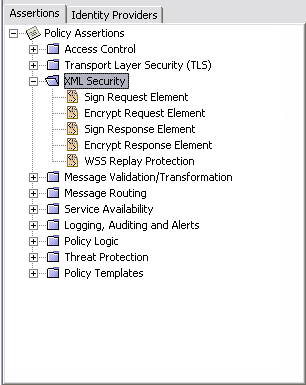 Assertions Identity Providers
Policy Assertions
Access Control
Transport Layer Security (TLS)
XML Security
Sign Request Element
Encrypt Request Element
Sign Response Element
Encrypt Response Element
WSS Replay Protection
Message Validation/Transformation
Message Routing
Service Availability
Logging, Auditing and Alerts
Policy Logic
Threat Protection
Policy Templates